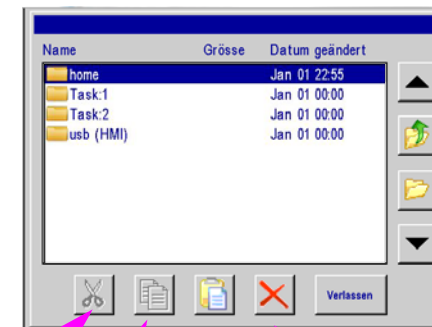 Name Grösse Datum geändert
home Jan 01 22:55
Task:1 Jan 01 00:00
Task:2 Jan 01 00:00
usb (HMI) Jan 01 00:00
Verlassen